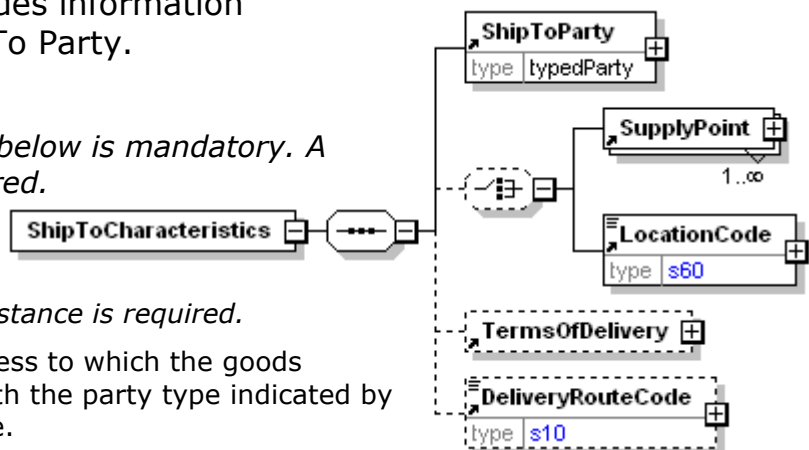 des information
To Party.
below is mandatory. A
red.
stance is required.
ess to which the goods
th the party type indicated by
e.
ShipToCharacteristics
ShipToParty
type typedParty
SupplyPoint
1..∞
LocationCode
type s60
TermsOfDelivery
DeliveryRouteCode
type s10